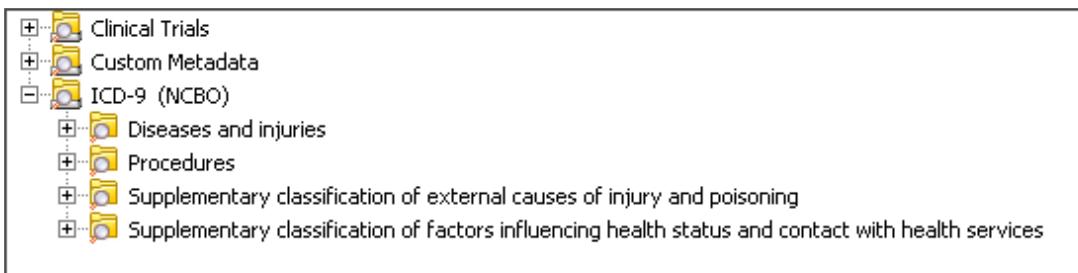 Clinical Trials
Custom Metadata
ICD-9 (NCBO)
Diseases and injuries
Procedures
Supplementary classification of external causes of injury and poisoning
Supplementary classification of factors influencing health status and contact with health services